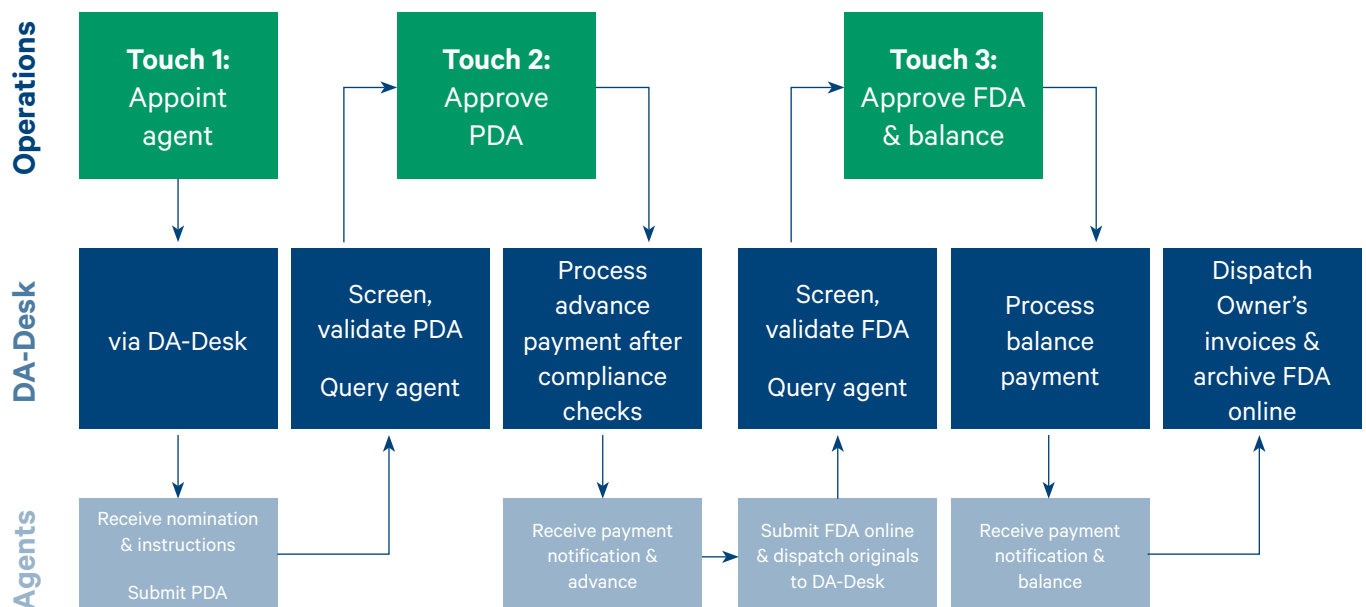 Operations
Touch 1:
Appoint
agent
Touch 2:
Approve
PDA
Touch 3:
Approve FDA
& balance
DA-Desk
via DA-Desk
Screen,
validate PDA
Query agent
Process
advance
payment after
compliance
checks
Screen,
validate FDA
Query agent
Process
balance
payment
Dispatch
Owner’s
invoices &
archive FDA
online
Agents
Receive nomination
& instructions
Submit PDA
Receive payment
notification &
advance
Submit FDA online
& dispatch originals
to DA-Desk
Receive payment
notification &
balance